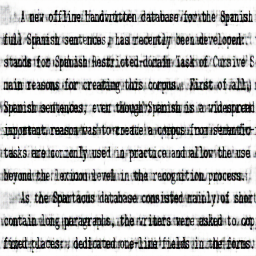 A new off-line handwritten database for the Spanish
full Spanish sentences, has recently been developed:
stands for Spanish Restricted-domain Task of Cursive S
main reasons for creating this corpus. First of all,
Spanish sentences, even though Spanish is a widespread
important reason was to create a corpus from semantic-
tasks are commonly used in practice and allow the use
beyond the lexicon level in the recognition process.
As the Spartacus database consisted mainly of short
contain long paragraphs, the writers were asked to cop
fixed places: dedicated one-line fields in the forms.